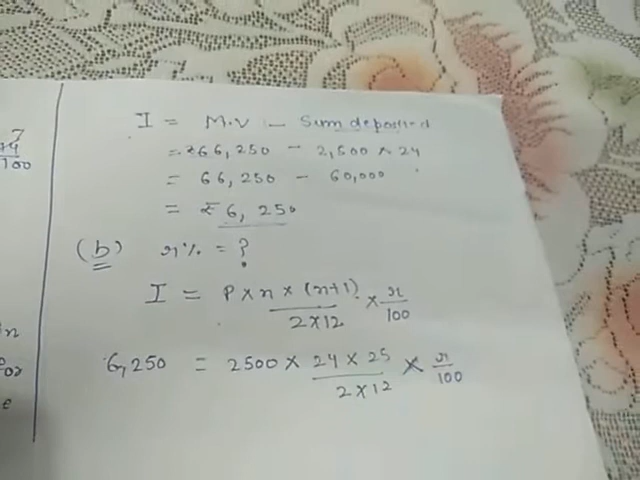 I = M.V - Sum deposited
= ₹66,250 - 2,500 × 24
= 66,250 - 60,000
= ₹6,250
(b) r% = ?
I = P × n × (n+1) / 2×12 × r/100
6,250 = 2500 × 24 × 25 / 2×12 × r/100